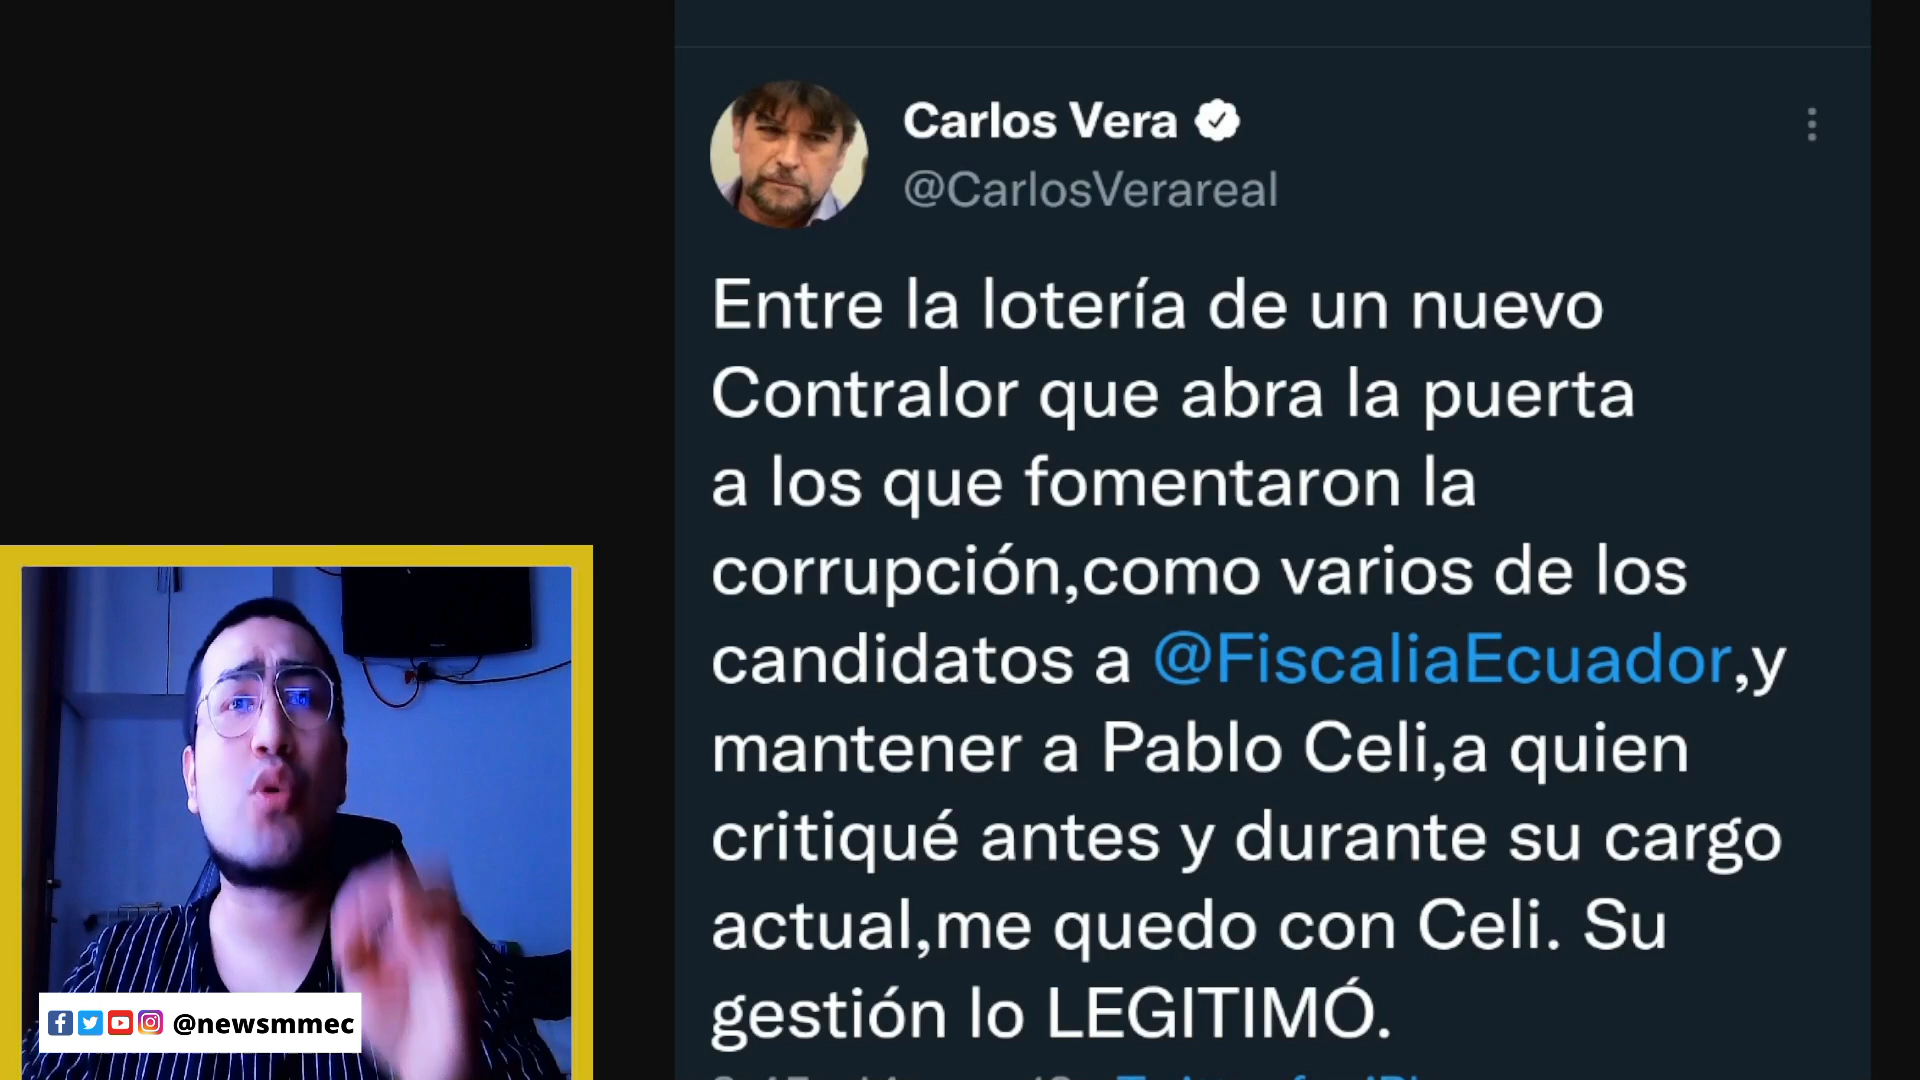 Carlos Vera
@CarlosVerareal
Entre la lotería de un nuevo
Contralor que abra la puerta
a los que fomentaron la
corrupción,como varios de los
candidatos a @FiscaliaEcuador,y
mantener a Pablo Celi,a quien
critiqué antes y durante su cargo
actual,me quedo con Celi. Su
gestión lo LEGITIMÓ.
@newsmmec